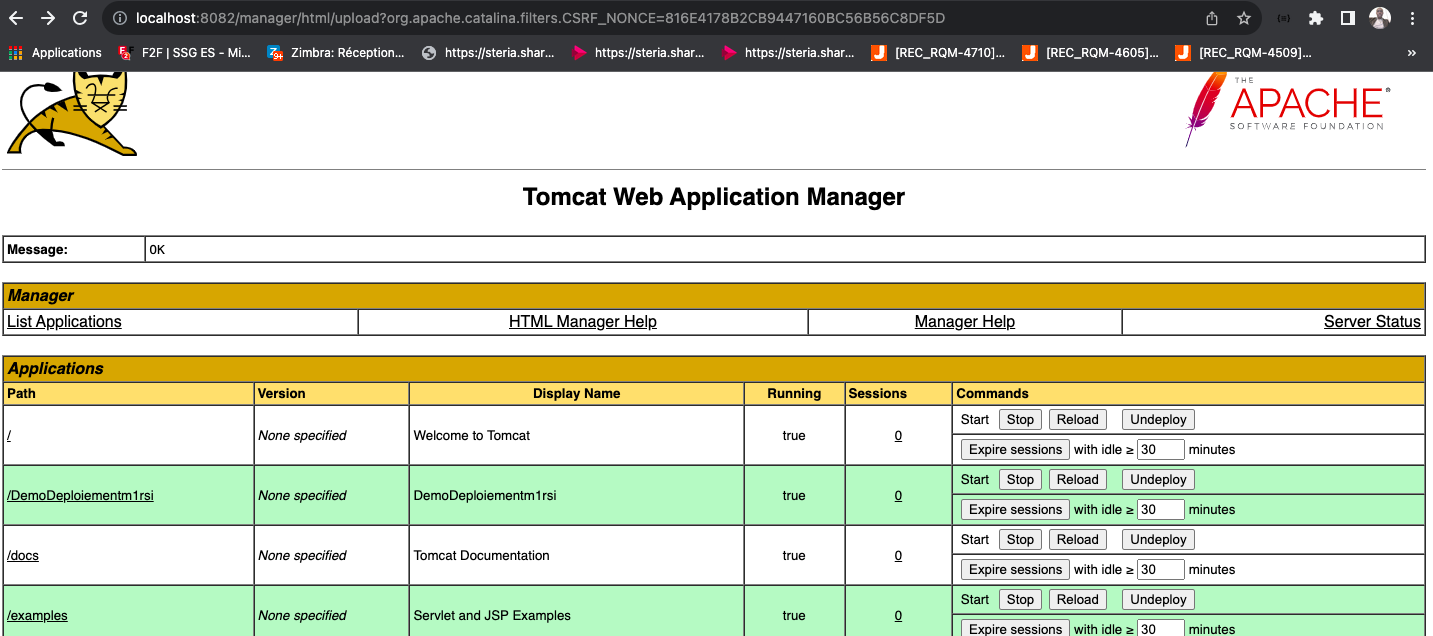 localhost:8082/manager/html/upload?org.apache.catalina.filters.CSRF_NONCE=816E4178B2CB9447160BC56B56C8DF5D
Applications F2F | SSG ES - Mi... Zimbra: Réception... https://steria.shar... https://steria.shar... https://steria.shar... [REC_RQM-4710]... [REC_RQM-4605]... [REC_RQM-4509]... »
THE
APACHE®
SOFTWARE FOUNDATION
Tomcat Web Application Manager
Message: OK
Manager
List Applications HTML Manager Help Manager Help Server Status
Applications
Path Version Display Name Running Sessions Commands
/ None specified Welcome to Tomcat true 0 Start Stop Reload Undeploy
Expire sessions with idle ≥ 30 minutes
/DemoDeploiementm1rsi None specified DemoDeploiementm1rsi true 0 Start Stop Reload Undeploy
Expire sessions with idle ≥ 30 minutes
/docs None specified Tomcat Documentation true 0 Start Stop Reload Undeploy
Expire sessions with idle ≥ 30 minutes
/examples None specified Servlet and JSP Examples true 0 Start Stop Reload Undeploy
Expire sessions with idle ≥ 30 minutes